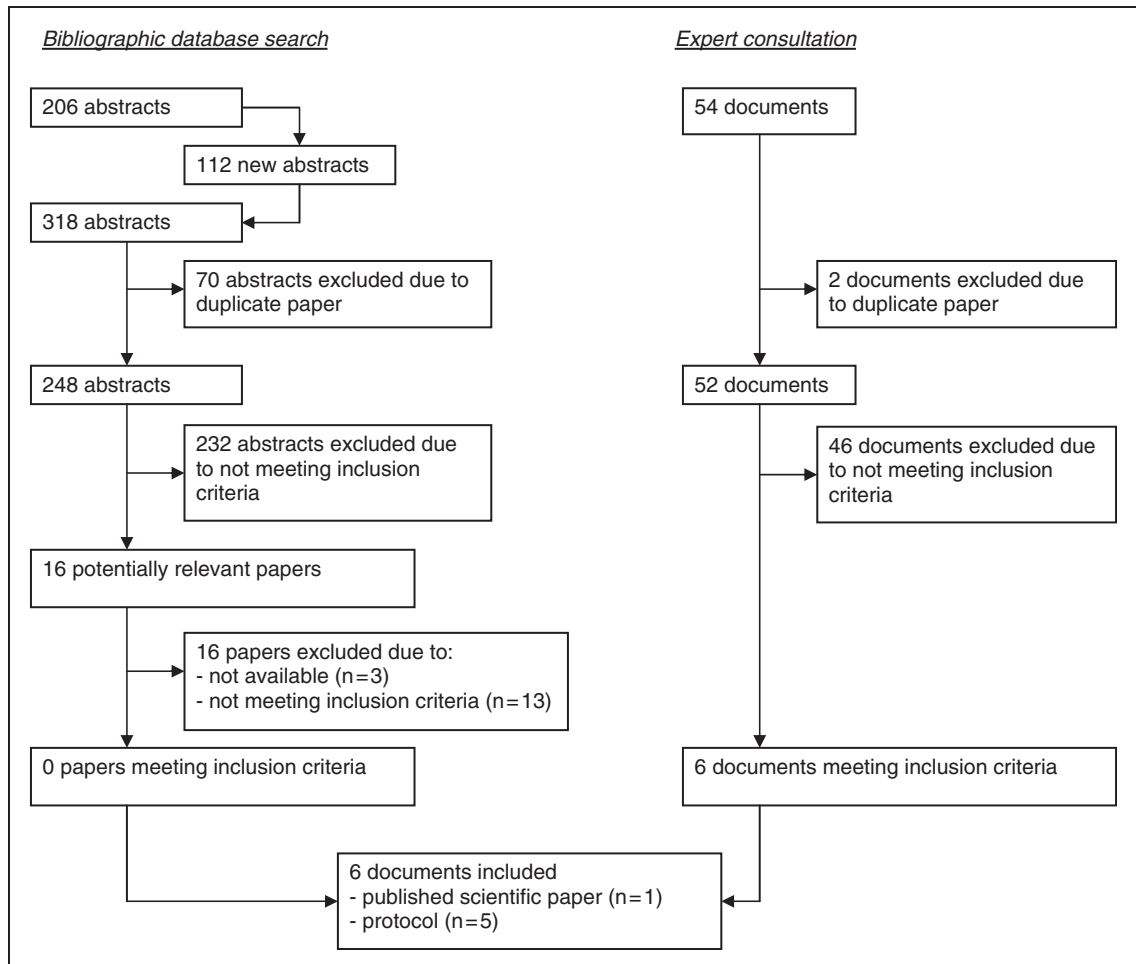 Bibliographic database search
206 abstracts
112 new abstracts
318 abstracts
70 abstracts excluded due to
duplicate paper
248 abstracts
232 abstracts excluded due
to not meeting inclusion
criteria
16 potentially relevant papers
16 papers excluded due to:
- not available (n=3)
- not meeting inclusion criteria (n=13)
0 papers meeting inclusion criteria
Expert consultation
54 documents
2 documents excluded due
to duplicate paper
52 documents
46 documents excluded due
to not meeting inclusion
criteria
6 documents meeting inclusion criteria
6 documents included
- published scientific paper (n=1)
- protocol (n=5)